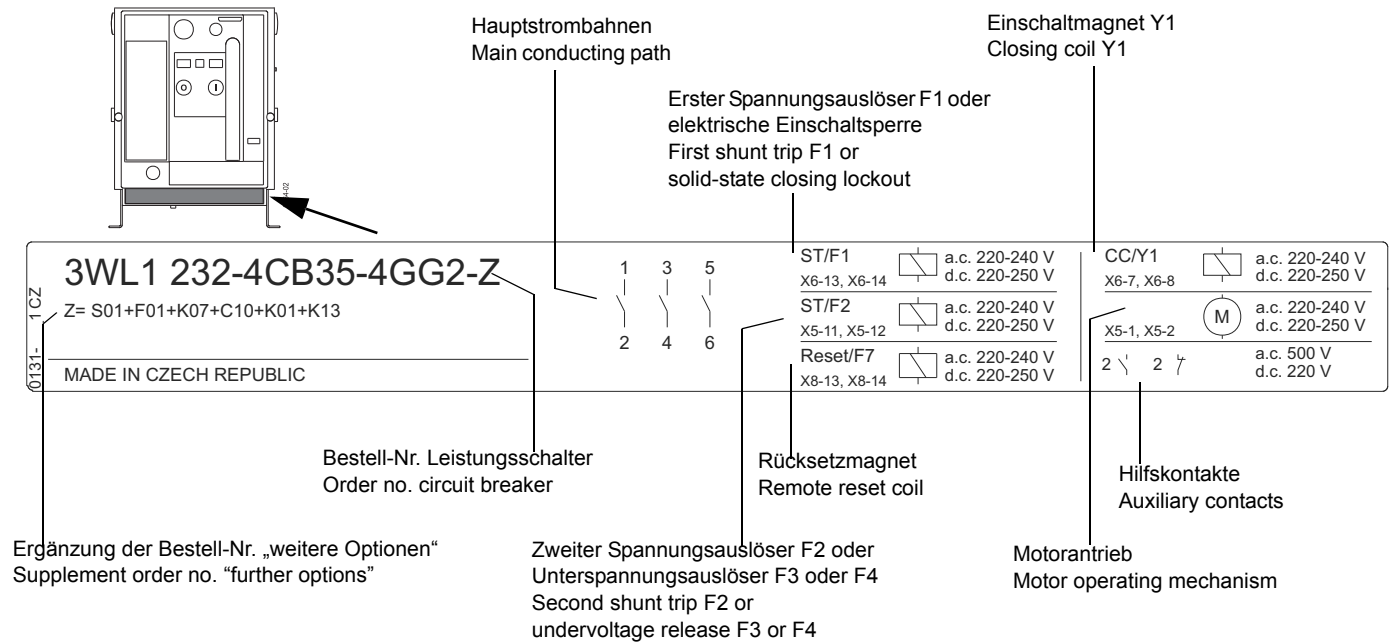 Hauptstrombahnen
Main conducting path
Einschaltmagnet Y1
Closing coil Y1
Erster Spannungsauslöser F1 oder
elektrische Einschaltsperre
First shunt trip F1 or
solid-state closing lockout
0131- 1 CZ
3WL1 232-4CB35-4GG2-Z
Z= S01+F01+K07+C10+K01+K13
MADE IN CZECH REPUBLIC
1 3 5
2 4 6
ST/F1
X6-13, X6-14
a.c. 220-240 V
d.c. 220-250 V
ST/F2
X5-11, X5-12
a.c. 220-240 V
d.c. 220-250 V
Reset/F7
X8-13, X8-14
a.c. 220-240 V
d.c. 220-250 V
CC/Y1
X6-7, X6-8
a.c. 220-240 V
d.c. 220-250 V
X5-1, X5-2
M
a.c. 220-240 V
d.c. 220-250 V
2 2
a.c. 500 V
d.c. 220 V
Bestell-Nr. Leistungsschalter
Order no. circuit breaker
Rücksetzmagnet
Remote reset coil
Hilfskontakte
Auxiliary contacts
Ergänzung der Bestell-Nr. „weitere Optionen“
Supplement order no. “further options”
Zweiter Spannungsauslöser F2 oder
Unterspannungsauslöser F3 oder F4
Second shunt trip F2 or
undervoltage release F3 or F4
Motorantrieb
Motor operating mechanism